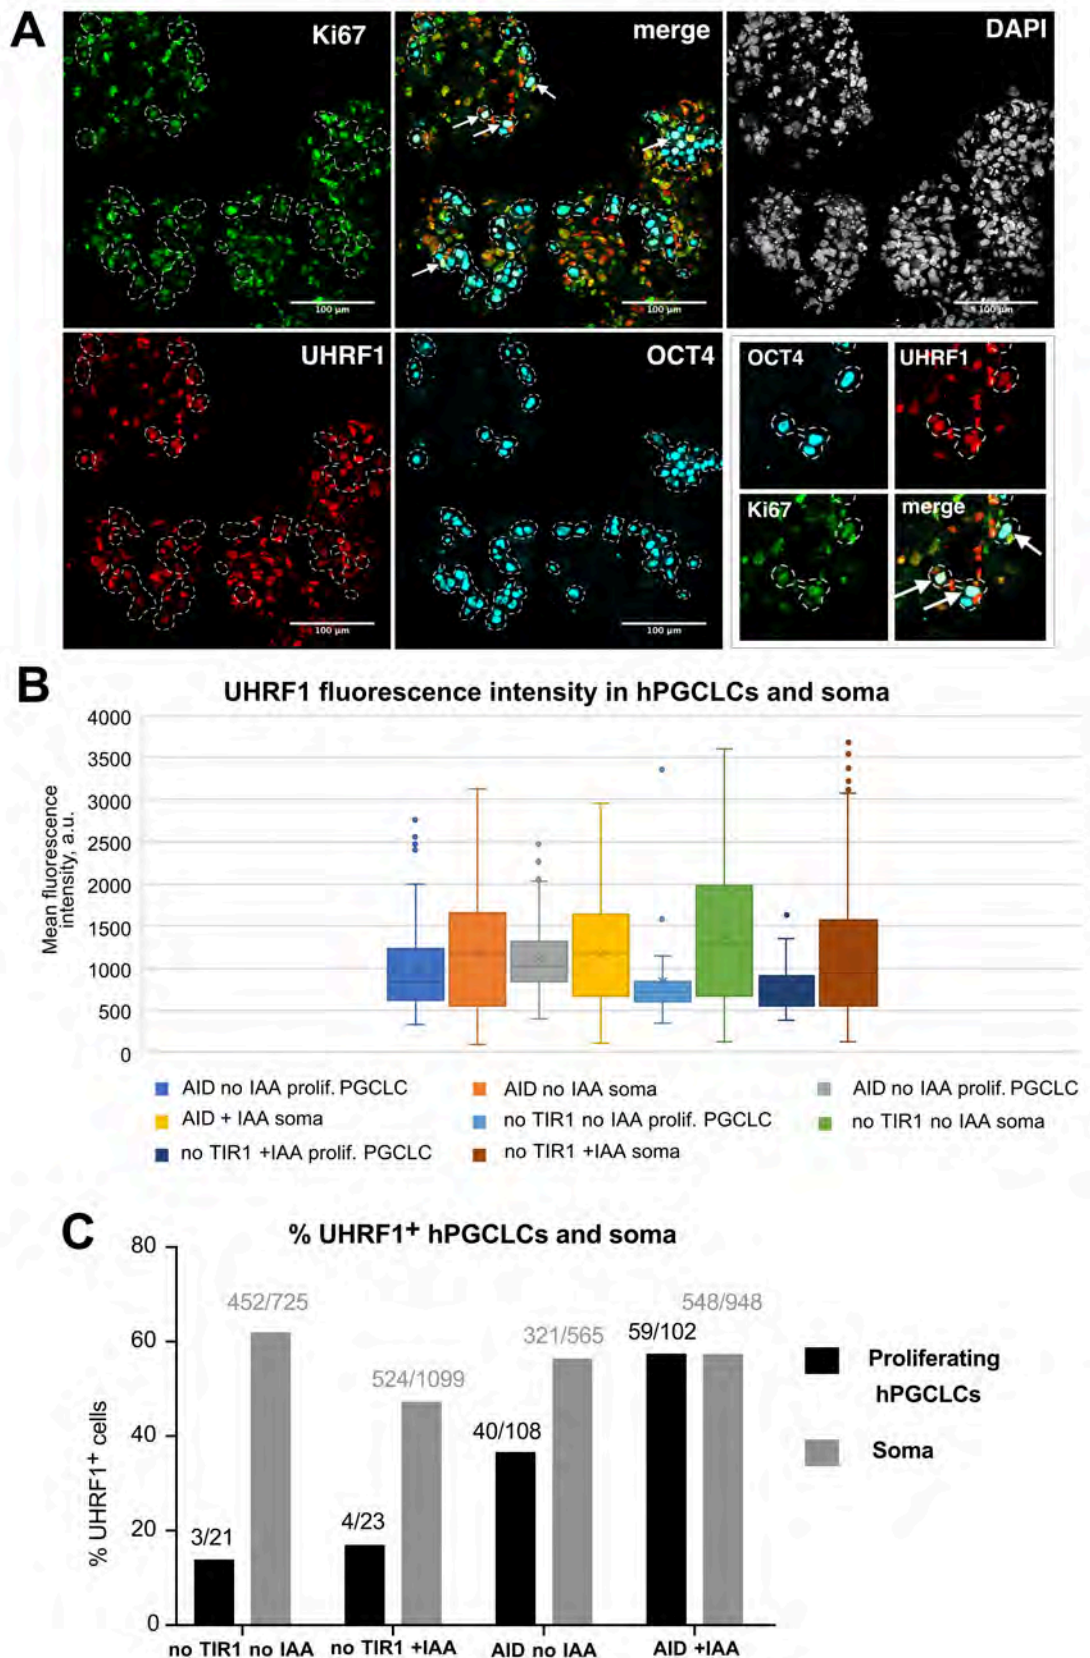 A
Ki67
merge
DAPI
100 µm
100 µm
100 µm
UHRF1
OCT4
100 µm
100 µm
OCT4
UHRF1
Ki67
merge
B
UHRF1 fluorescence intensity in hPGCLCs and soma
Mean fluorescence
intensity, a.u.
4000
3500
3000
2500
2000
1500
1000
500
0
AID no IAA prolif. PGCLC
AID no IAA soma
AID no IAA prolif. PGCLC
AID + IAA soma
no TIR1 no IAA prolif. PGCLC
no TIR1 no IAA soma
no TIR1 +IAA prolif. PGCLC
no TIR1 +IAA soma
C
% UHRF1+ hPGCLCs and soma
% UHRF1+ cells
80
60
40
20
0
3/21
452/725
4/23
524/1099
40/108
321/565
59/102
548/948
no TIR1 no IAA
no TIR1 +IAA
AID no IAA
AID +IAA
Proliferating
hPGCLCs
Soma